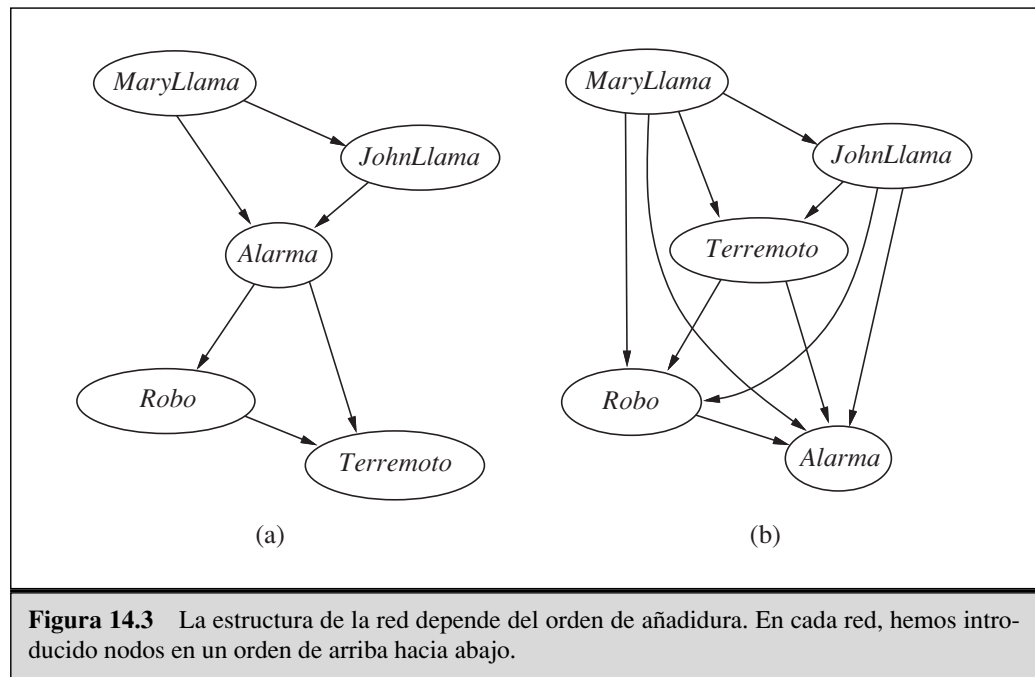 MaryLlama
JohnLlama
Alarma
Robo
Terremoto
(a)
MaryLlama
JohnLlama
Terremoto
Robo
Alarma
(b)
Figura 14.3 La estructura de la red depende del orden de añadidura. En cada red, hemos intro-
ducido nodos en un orden de arriba hacia abajo.